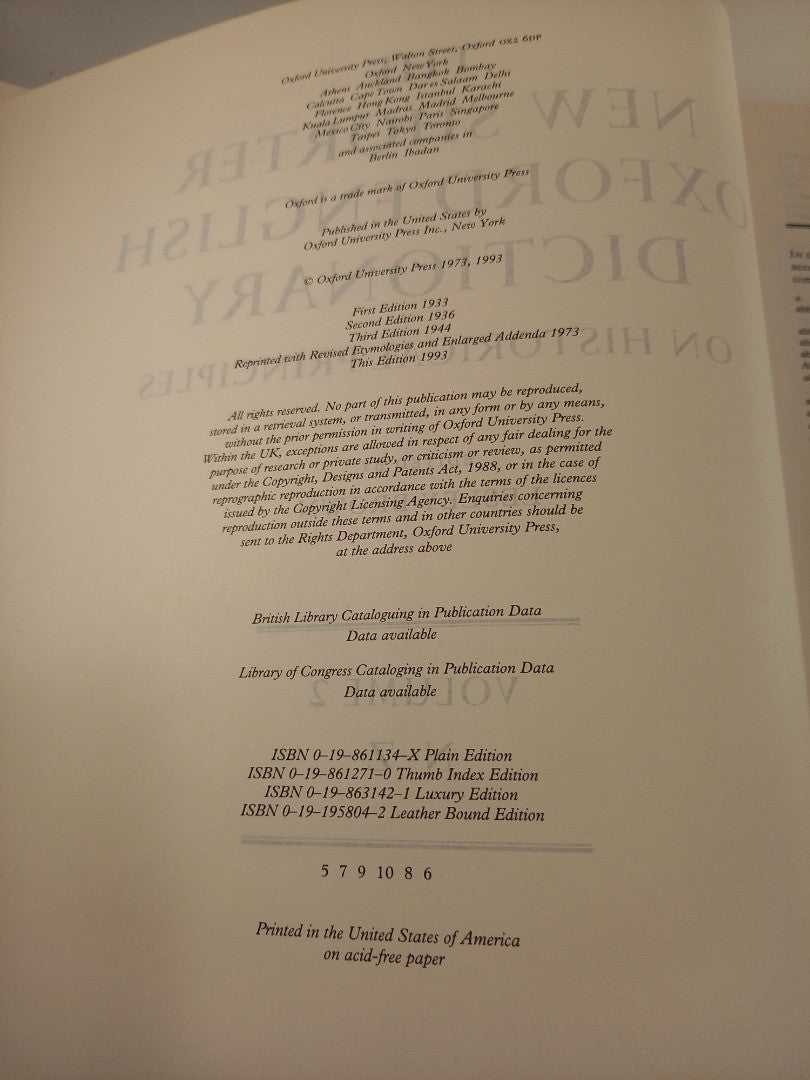 Oxford University Press, Walton Street, Oxford OX2 6DP
Oxford New York
Athens Auckland Bangkok Bombay
Calcutta Cape Town Dar es Salaam Delhi
Florence Hong Kong Istanbul Karachi
Kuala Lumpur Madras Madrid Melbourne
Mexico City Nairobi Paris Singapore
Taipei Tokyo Toronto
and associated companies in
Berlin Ibadan
Oxford is a trade mark of Oxford University Press
Published in the United States by
Oxford University Press Inc., New York
© Oxford University Press 1973, 1993
First Edition 1933
Second Edition 1936
Third Edition 1944
Reprinted with Revised Etymologies and Enlarged Addenda 1973
This Edition 1993
All rights reserved. No part of this publication may be reproduced,
stored in a retrieval system, or transmitted, in any form or by any means,
without the prior permission in writing of Oxford University Press.
Within the UK, exceptions are allowed in respect of any fair dealing for the
purpose of research or private study, or criticism or review, as permitted
under the Copyright, Designs and Patents Act, 1988, or in the case of
reprographic reproduction in accordance with the terms of the licences
issued by the Copyright Licensing Agency. Enquiries concerning
reproduction outside these terms and in other countries should be
sent to the Rights Department, Oxford University Press,
at the address above
British Library Cataloguing in Publication Data
Data available
Library of Congress Cataloging in Publication Data
Data available
ISBN 0–19–861134–X Plain Edition
ISBN 0–19–861271–0 Thumb Index Edition
ISBN 0–19–863142–1 Luxury Edition
ISBN 0–19–195804–2 Leather Bound Edition
5 7 9 10 8 6
Printed in the United States of America
on acid-free paper